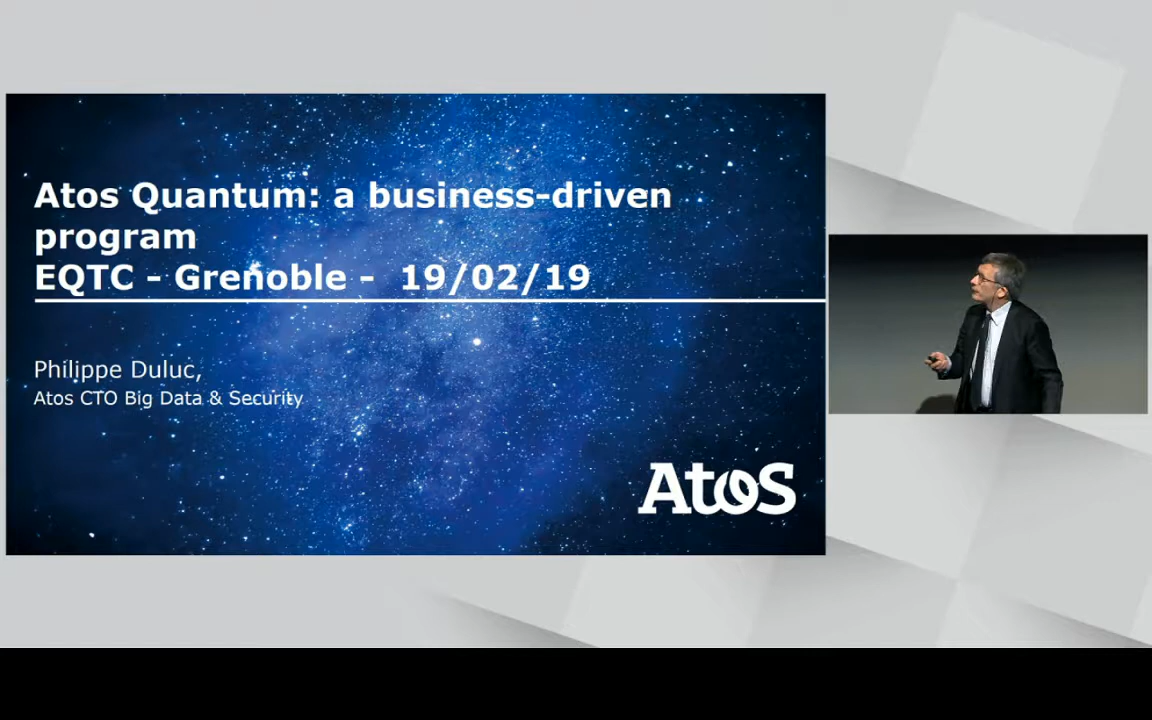 Atos Quantum: a business-driven
program
EQTC - Grenoble - 19/02/19
Philippe Duluc,
Atos CTO Big Data & Security
Atos